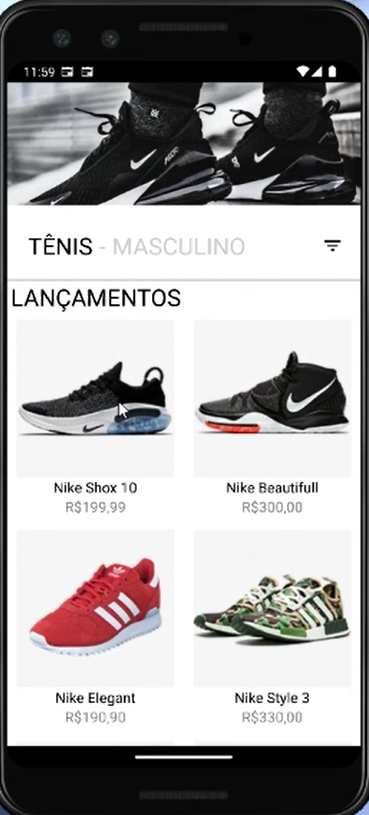 11:59
TÊNIS - MASCULINO
LANÇAMENTOS
Nike Shox 10
Nike Beautifull
R$199,99
R$300,00
Nike Elegant
Nike Style 3
R$190,90
R$330,00